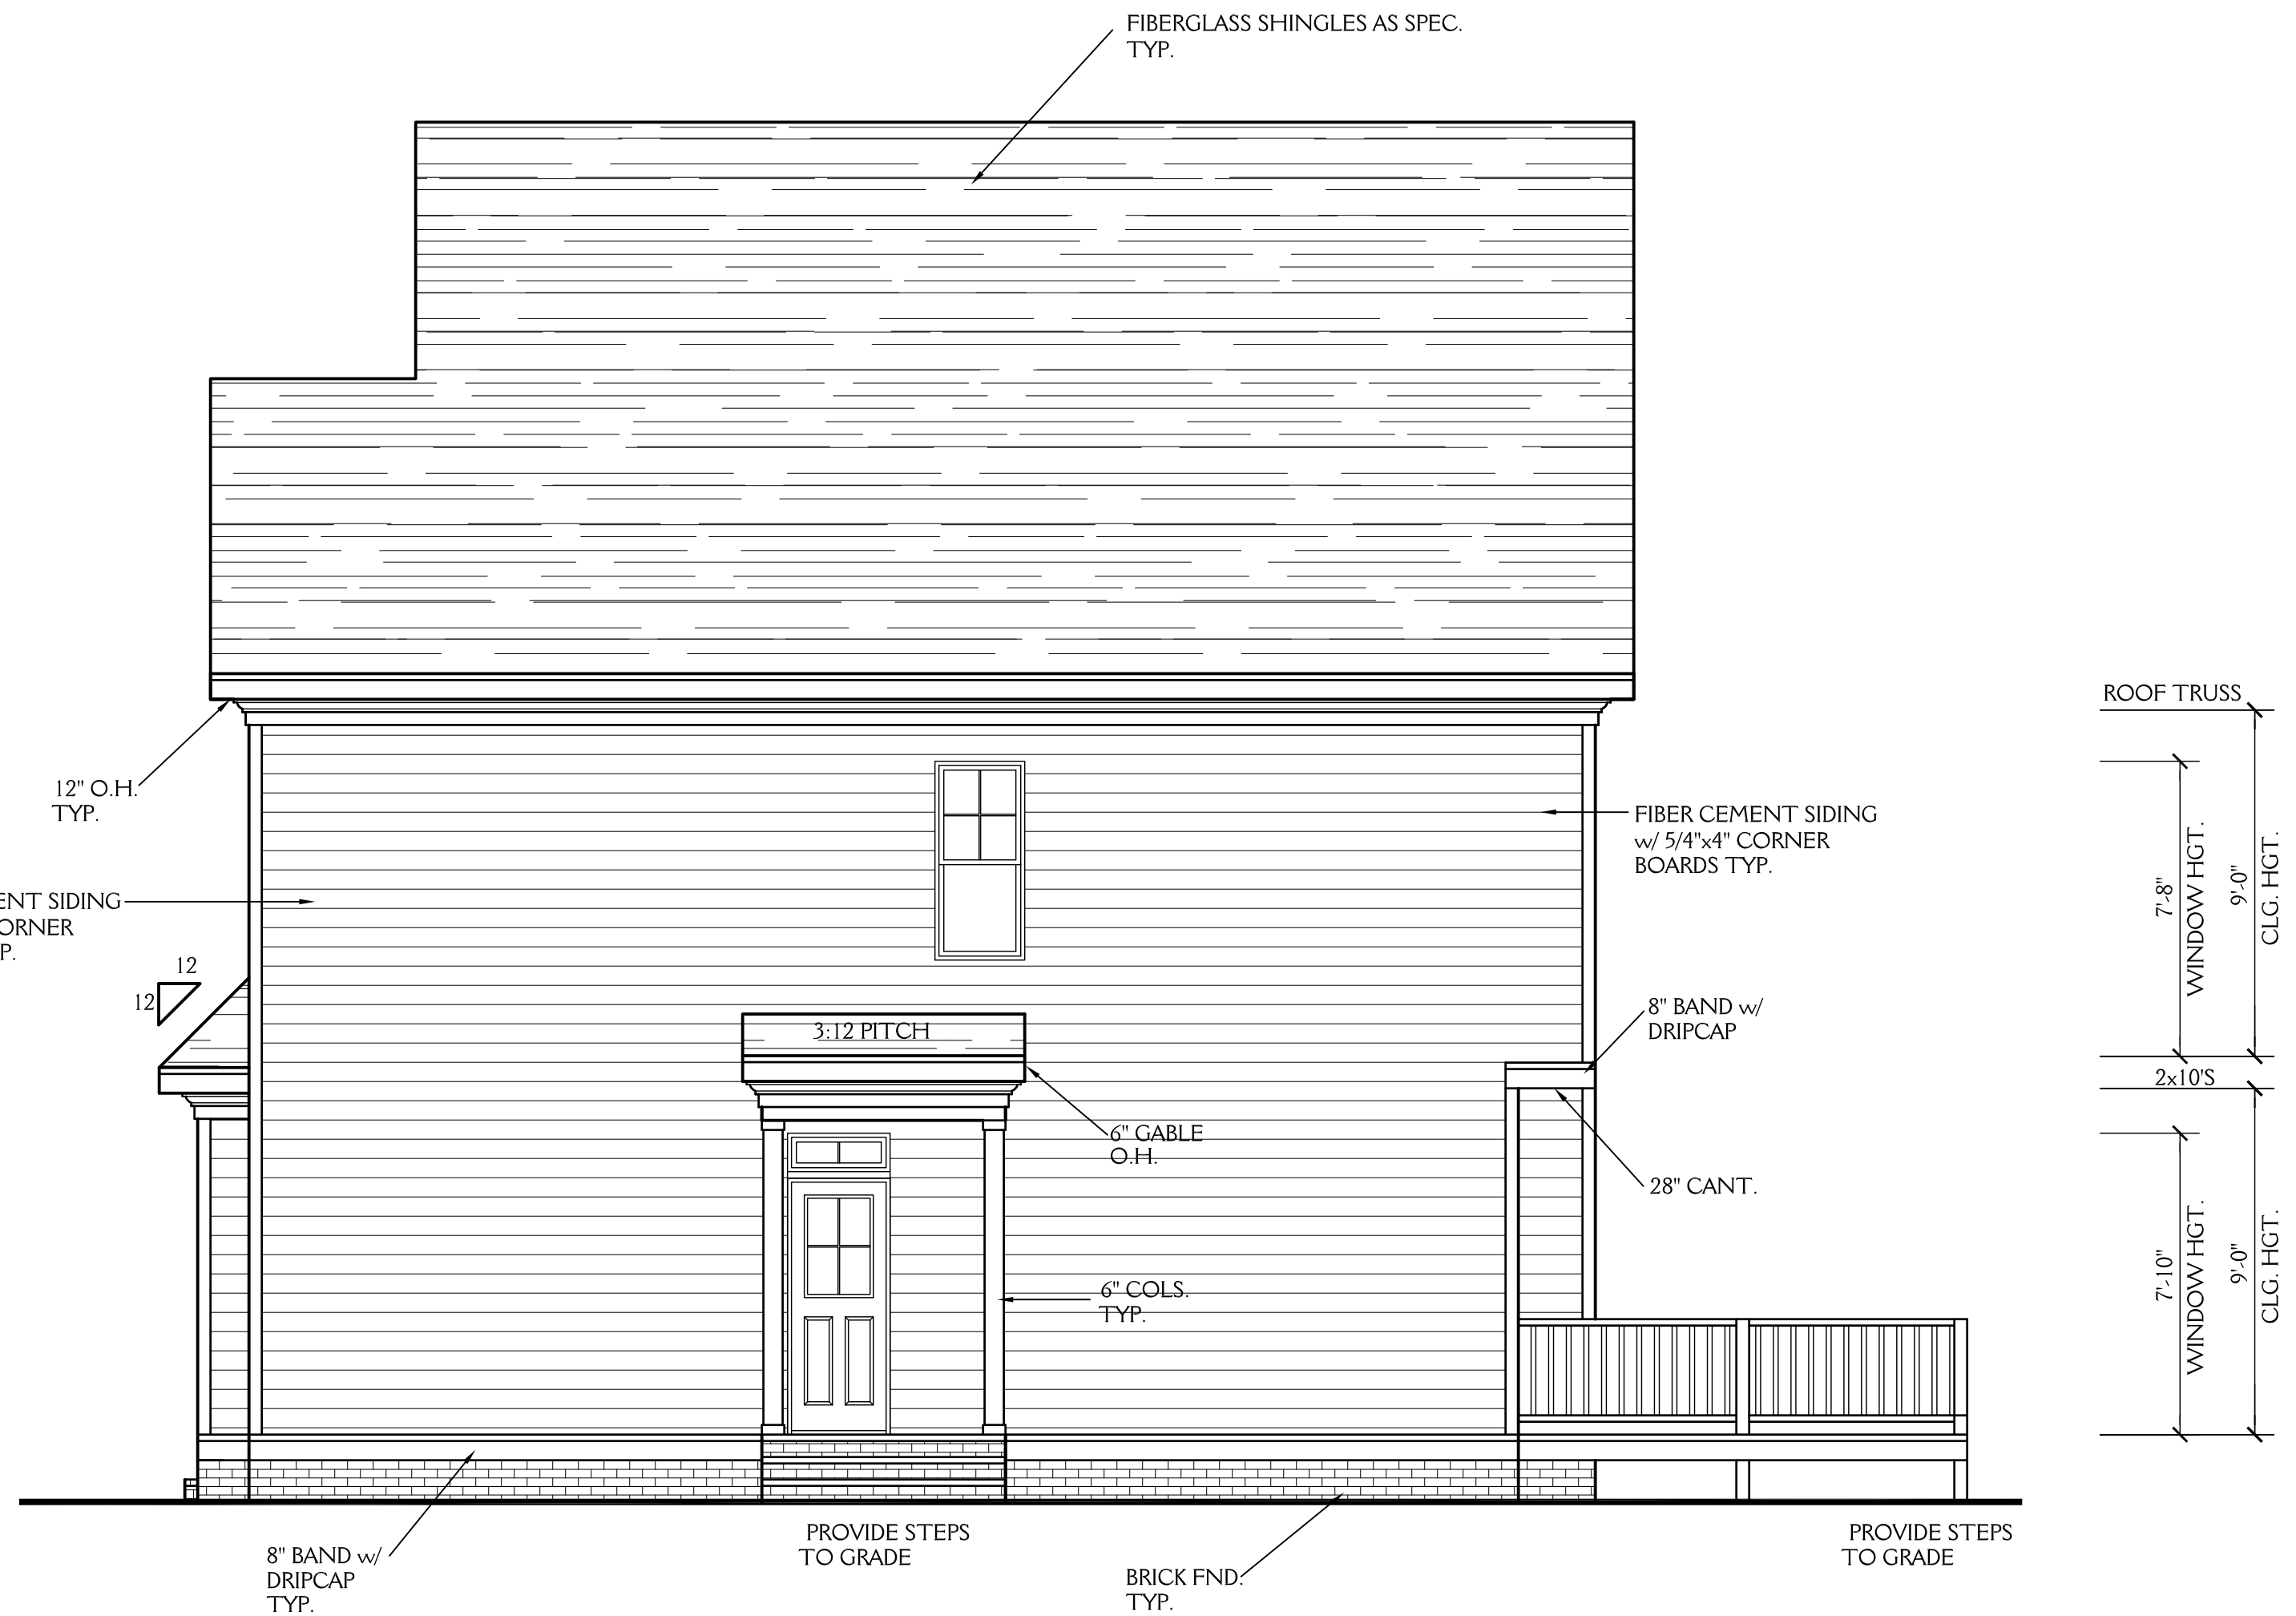 FIBERGLASS SHINGLES AS SPEC.
TYP.
ROOF TRUSS
12" O.H.
TYP.
FIBER CEMENT SIDING
w/ 5/4"x4" CORNER
BOARDS TYP.
7'-8"
WINDOW HGT.
9'-0"
CLG. HGT.
ENT SIDING
ORNER
P.
12
12
3:12 PITCH
8" BAND w/
DRIPCAP
2x10'S
6" GABLE
O.H.
28" CANT.
6" COLS.
TYP.
7'-10"
WINDOW HGT.
9'-0"
CLG. HGT.
PROVIDE STEPS
TO GRADE
PROVIDE STEPS
TO GRADE
8" BAND w/
DRIPCAP
TYP.
BRICK FND.
TYP.